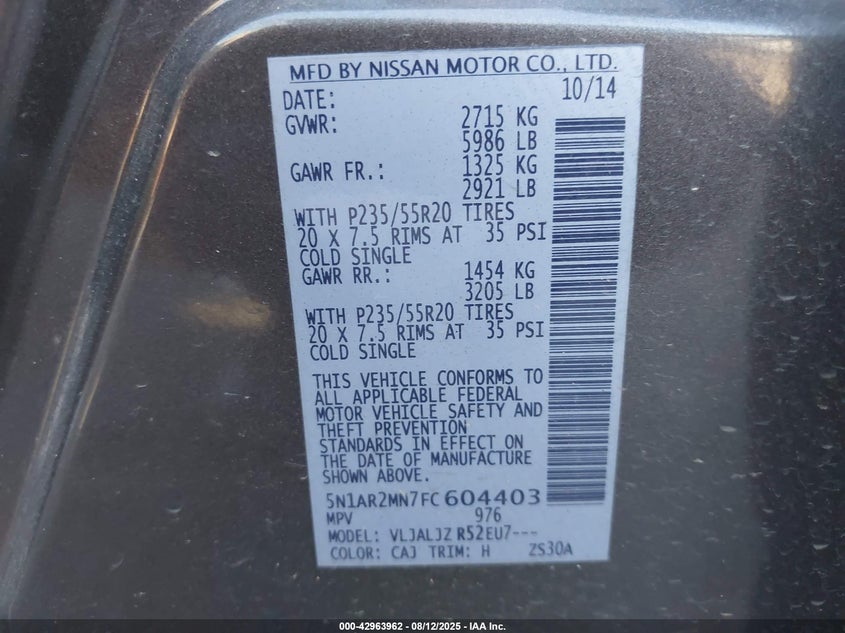 MFD BY NISSAN MOTOR CO., LTD.
DATE: 10/14
GVWR: 2715 KG
5986 LB
GAWR FR.: 1325 KG
2921 LB
WITH P235/55R20 TIRES
20 X 7.5 RIMS AT 35 PSI
COLD SINGLE
GAWR RR.: 1454 KG
3205 LB
WITH P235/55R20 TIRES
20 X 7.5 RIMS AT 35 PSI
COLD SINGLE
THIS VEHICLE CONFORMS TO
ALL APPLICABLE FEDERAL
MOTOR VEHICLE SAFETY AND
THEFT PREVENTION
STANDARDS IN EFFECT ON
THE DATE OF MANUFACTURE
SHOWN ABOVE.
5N1AR2MN7FC604403
MPV 976
MODEL: VLJALJZ R52EU7---
COLOR: CAJ TRIM: H ZS30A
000-42963962 - 08/12/2025 - IAA Inc.